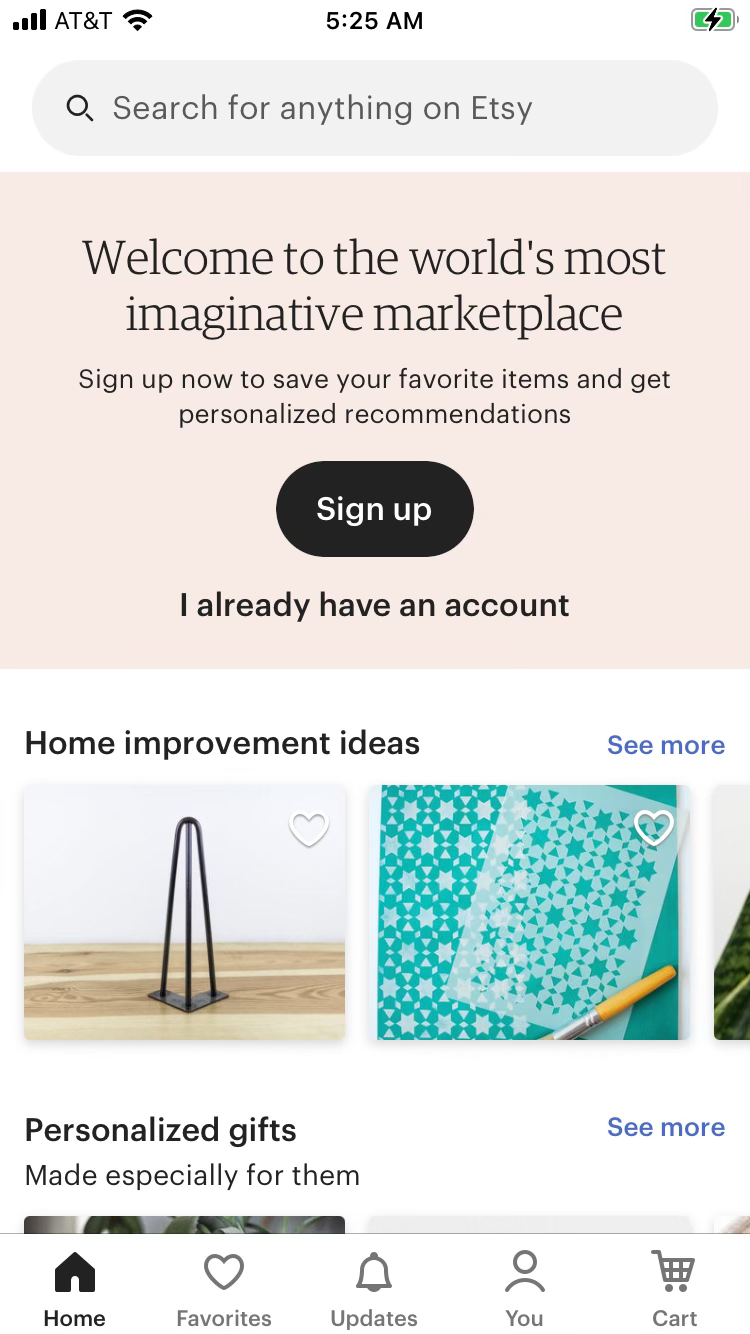 AT&T
5:25 AM
Search for anything on Etsy
Welcome to the world's most
imaginative marketplace
Sign up now to save your favorite items and get
personalized recommendations
Sign up
I already have an account
Home improvement ideas
See more
Personalized gifts
See more
Made especially for them
Home
Favorites
Updates
You
Cart